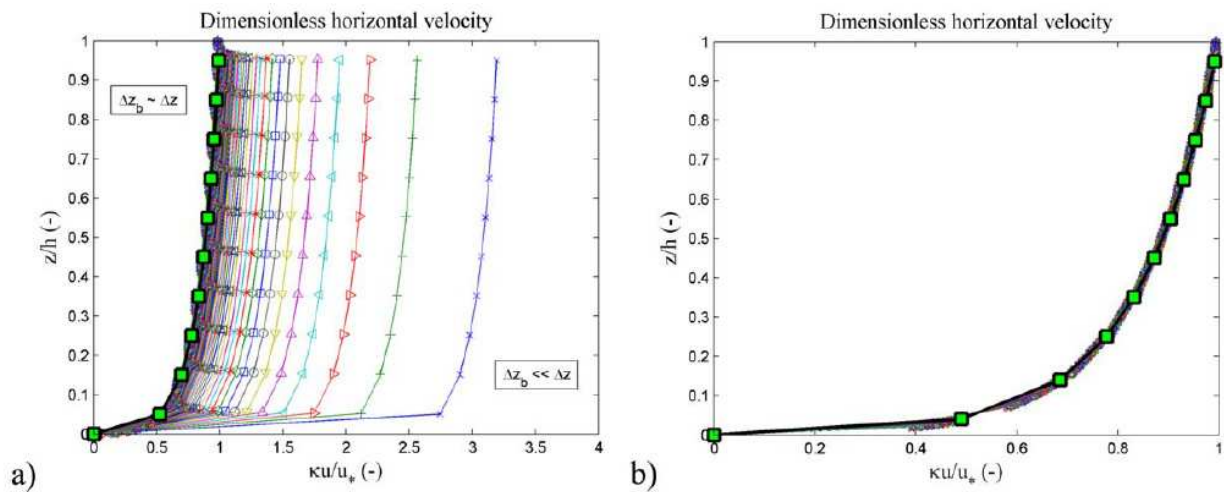 Dimensionless horizontal velocity
1
0.9
0.8
0.7
0.6
0.5
0.4
0.3
0.2
0.1
0
z/h (-)
Δz_b ~ Δz
Δz_b << Δz
0 0.5 1 1.5 2 2.5 3 3.5 4
κu/u_* (-)
a)
Dimensionless horizontal velocity
1
0.9
0.8
0.7
0.6
0.5
0.4
0.3
0.2
0.1
0
z/h (-)
0 0.2 0.4 0.6 0.8 1
κu/u_* (-)
b)